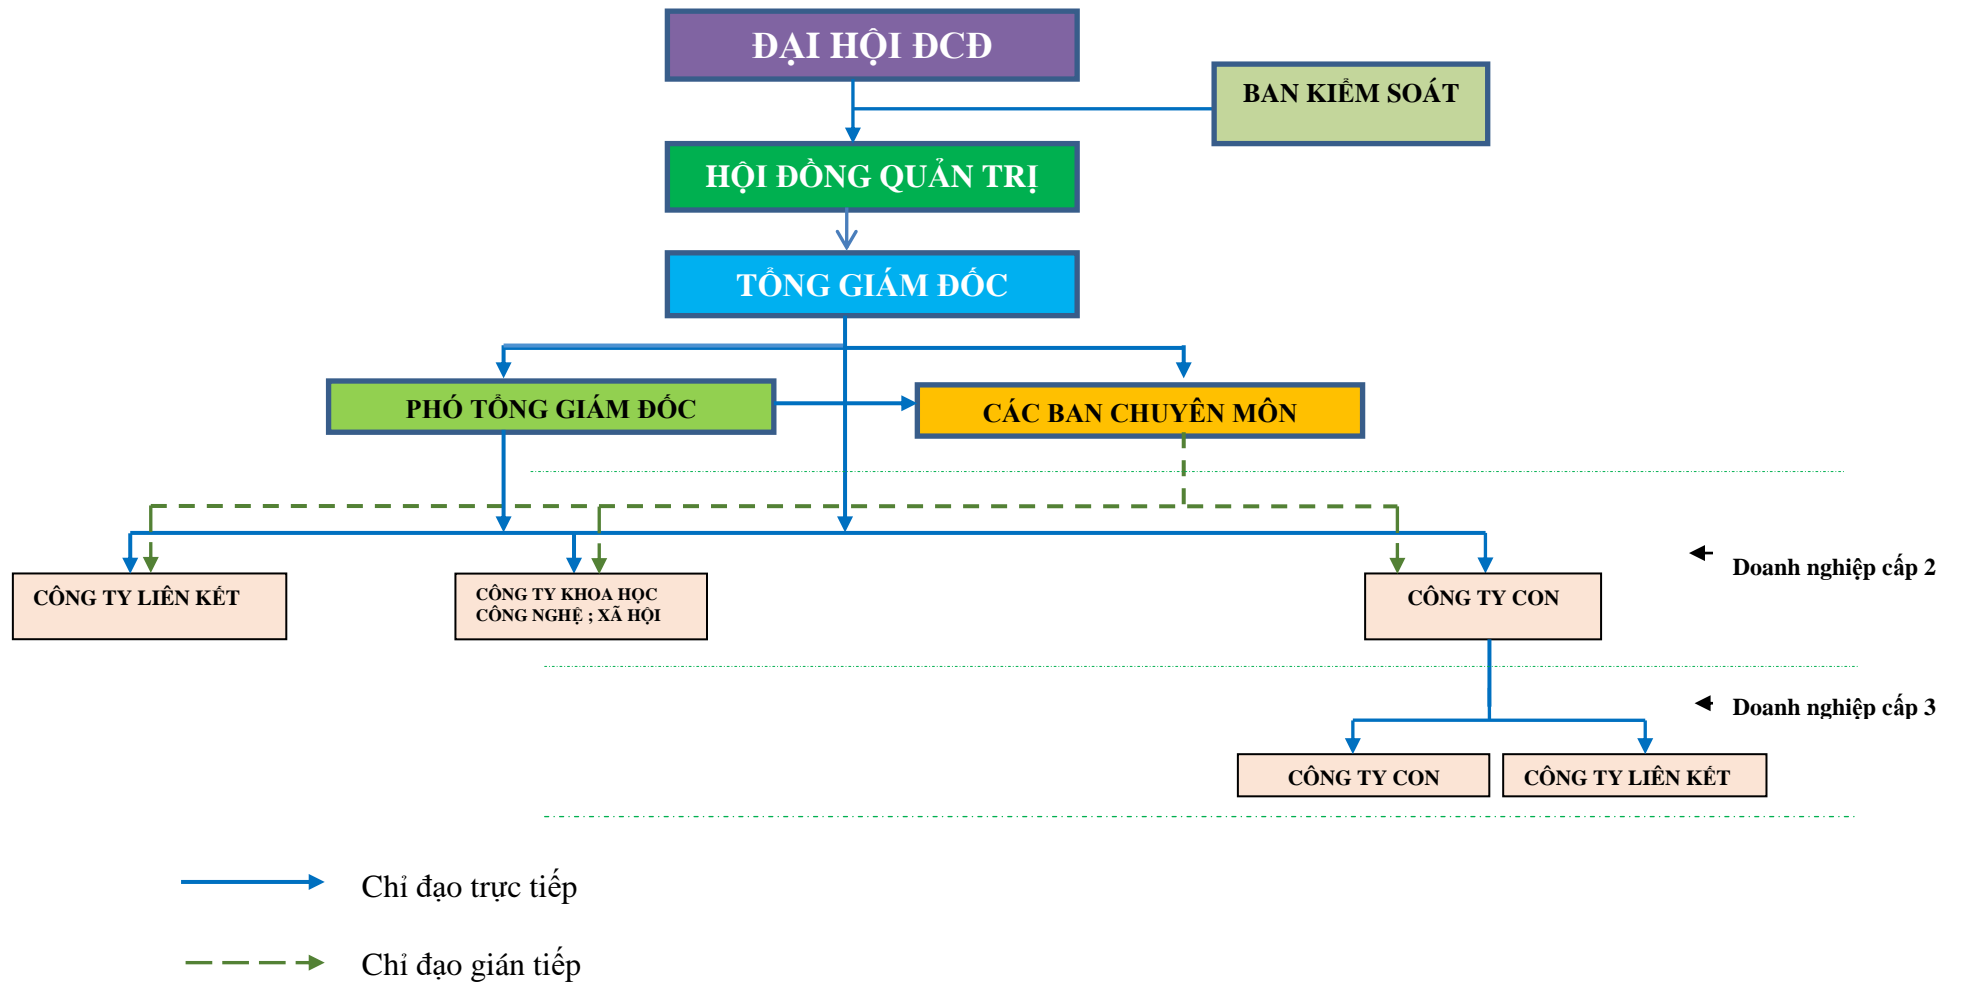 ĐẠI HỘI ĐCĐ
BAN KIỂM SOÁT
HỘI ĐỒNG QUẢN TRỊ
TỔNG GIÁM ĐỐC
PHÓ TỔNG GIÁM ĐỐC
CÁC BAN CHUYÊN MÔN
Doanh nghiệp cấp 2
CÔNG TY LIÊN KẾT
CÔNG TY KHOA HỌC
CÔNG NGHỆ ; XÃ HỘI
CÔNG TY CON
Doanh nghiệp cấp 3
CÔNG TY CON
CÔNG TY LIÊN KẾT
Chỉ đạo trực tiếp
Chỉ đạo gián tiếp